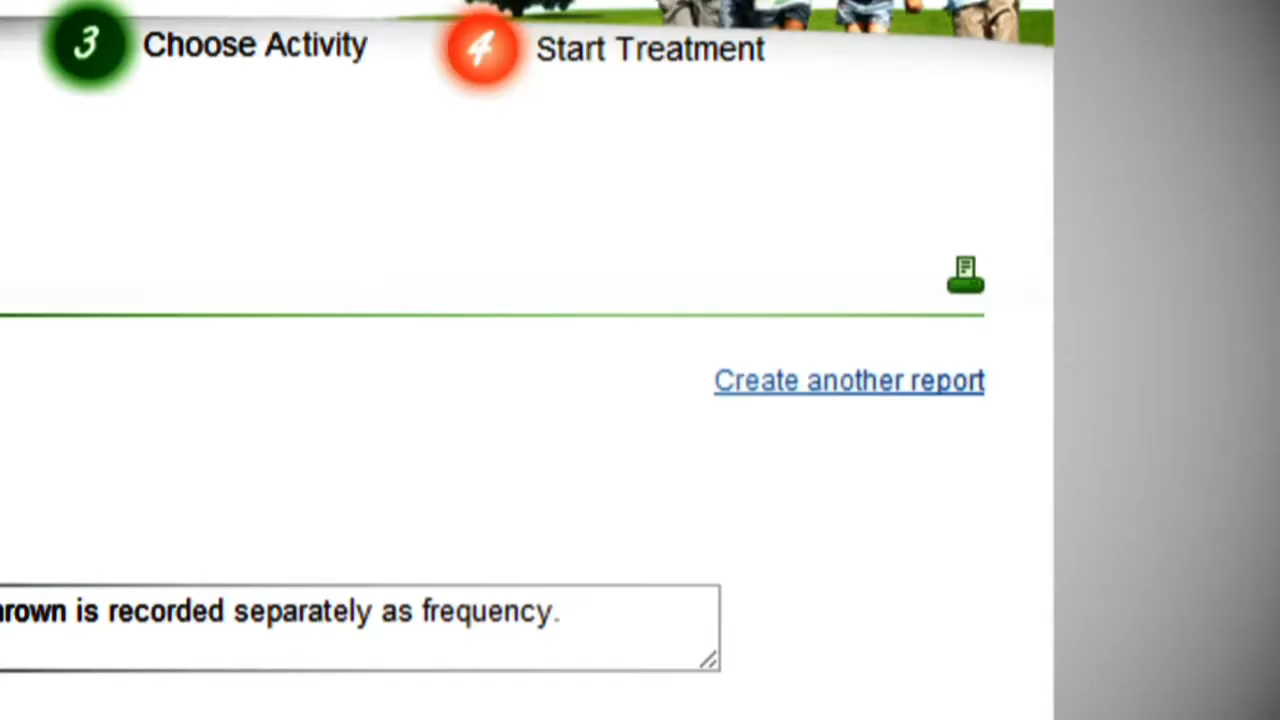 3 Choose Activity 4 Start Treatment
Create another report
is recorded separately as frequency.